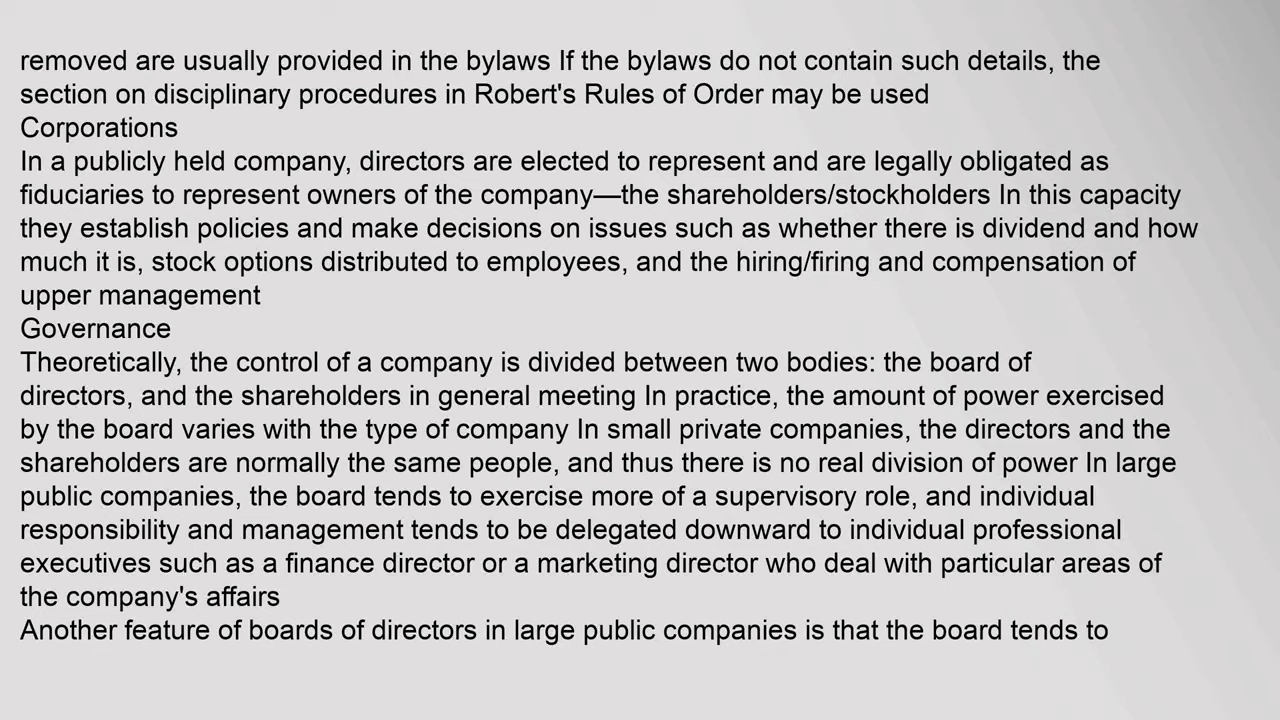 removed are usually provided in the bylaws If the bylaws do not contain such details, the
section on disciplinary procedures in Robert's Rules of Order may be used
Corporations
In a publicly held company, directors are elected to represent and are legally obligated as
fiduciaries to represent owners of the company—the shareholders/stockholders In this capacity
they establish policies and make decisions on issues such as whether there is dividend and how
much it is, stock options distributed to employees, and the hiring/firing and compensation of
upper management
Governance
Theoretically, the control of a company is divided between two bodies: the board of
directors, and the shareholders in general meeting In practice, the amount of power exercised
by the board varies with the type of company In small private companies, the directors and the
shareholders are normally the same people, and thus there is no real division of power In large
public companies, the board tends to exercise more of a supervisory role, and individual
responsibility and management tends to be delegated downward to individual professional
executives such as a finance director or a marketing director who deal with particular areas of
the company's affairs
Another feature of boards of directors in large public companies is that the board tends to